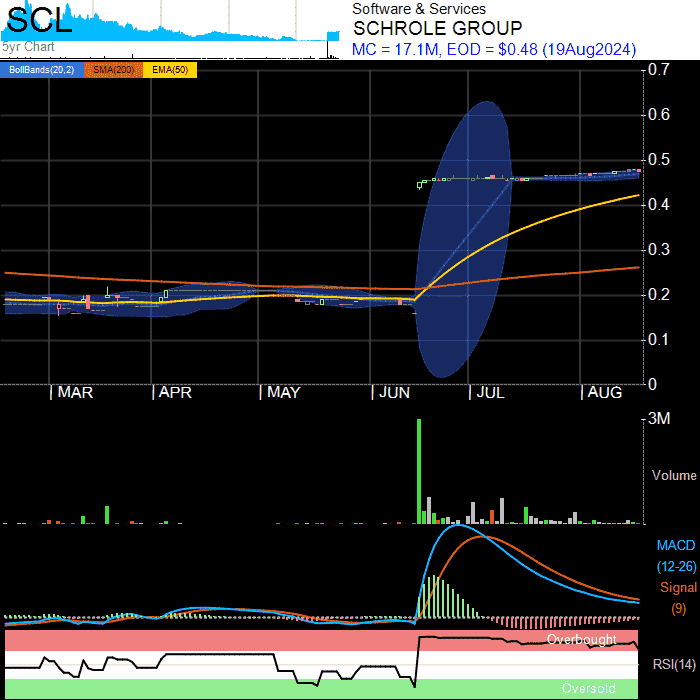 SCL
5yr Chart
Software & Services
SCHROLE GROUP
MC = 17.1M, EOD = $0.48 (19Aug2024)
BollBands(20,2) SMA(200) EMA(50)
0.7
0.6
0.5
0.4
0.3
0.2
0.1
0
MAR APR MAY JUN JUL AUG
3M
Volume
MACD
(12-26)
Signal
(9)
Overbought
RSI(14)
Oversold